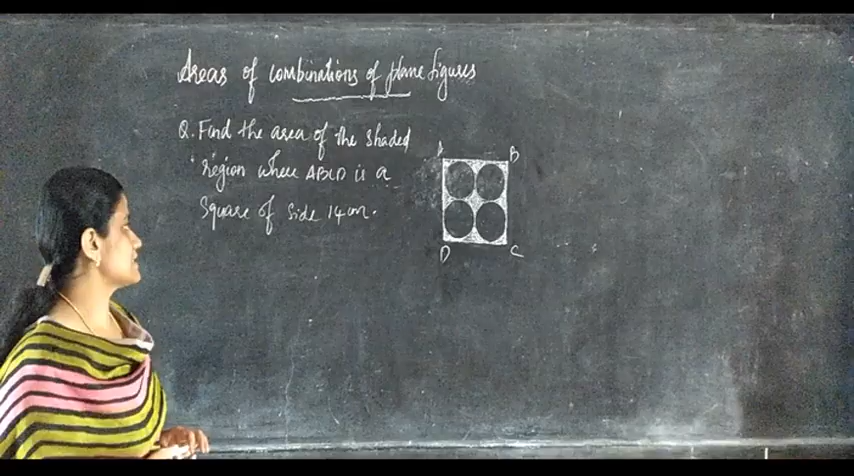 Areas of combinations of plane figures
Q. Find the area of the shaded
region where ABCD is a
Square of Side 14cm.
A B
D C